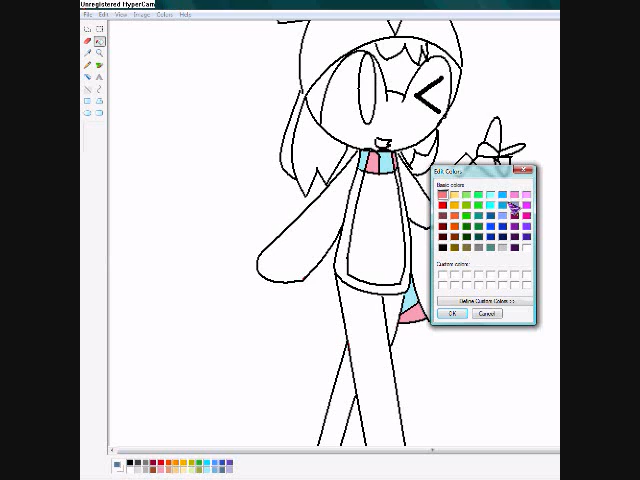 Unregistered HyperCam
File Edit View Image Colors Help
Edit Colors
Basic colors:
Custom colors:
Define Custom Colors >>
OK Cancel